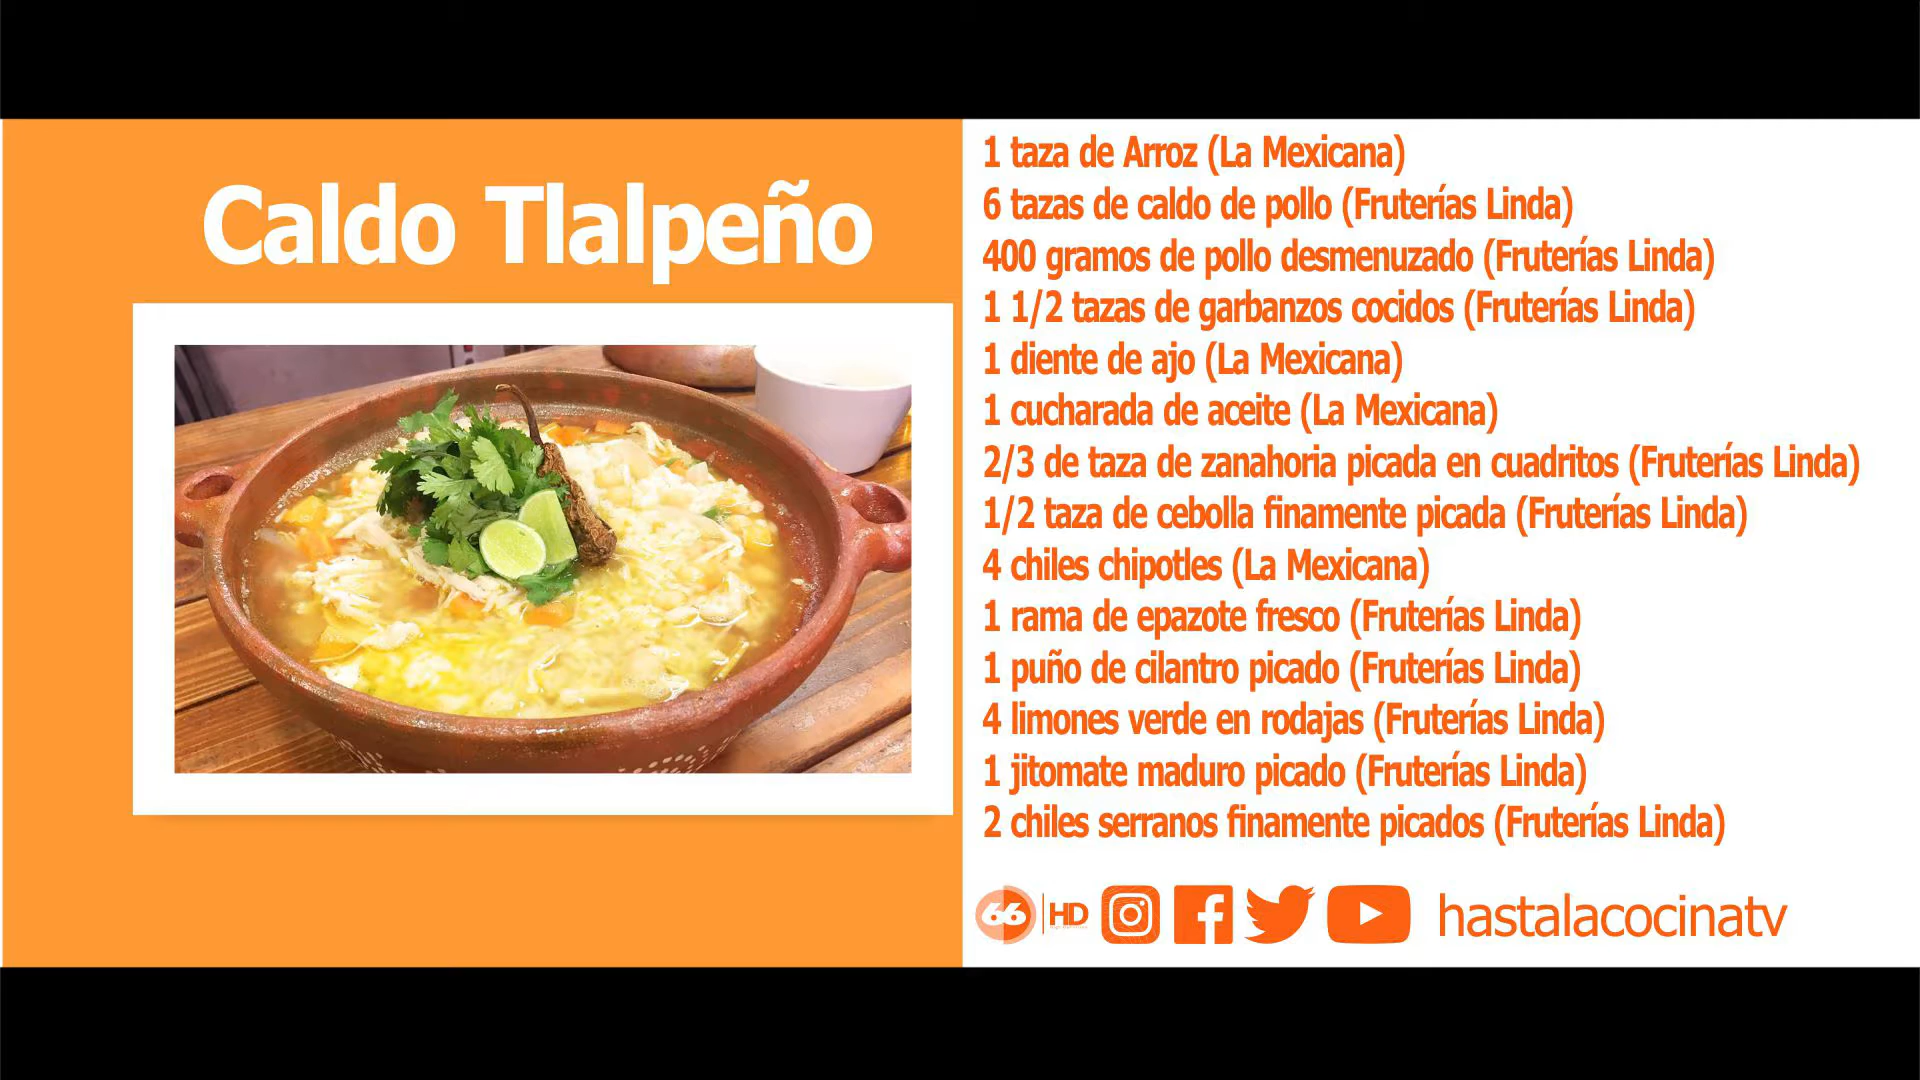 Caldo Tlalpeño
1 taza de Arroz (La Mexicana)
6 tazas de caldo de pollo (Fruterías Linda)
400 gramos de pollo desmenuzado (Fruterías Linda)
1 1/2 tazas de garbanzos cocidos (Fruterías Linda)
1 diente de ajo (La Mexicana)
1 cucharada de aceite (La Mexicana)
2/3 de taza de zanahoria picada en cuadritos (Fruterías Linda)
1/2 taza de cebolla finamente picada (Fruterías Linda)
4 chiles chipotles (La Mexicana)
1 rama de epazote fresco (Fruterías Linda)
1 puño de cilantro picado (Fruterías Linda)
4 limones verde en rodajas (Fruterías Linda)
1 jitomate maduro picado (Fruterías Linda)
2 chiles serranos finamente picados (Fruterías Linda)
66 HD hastalacocinatv